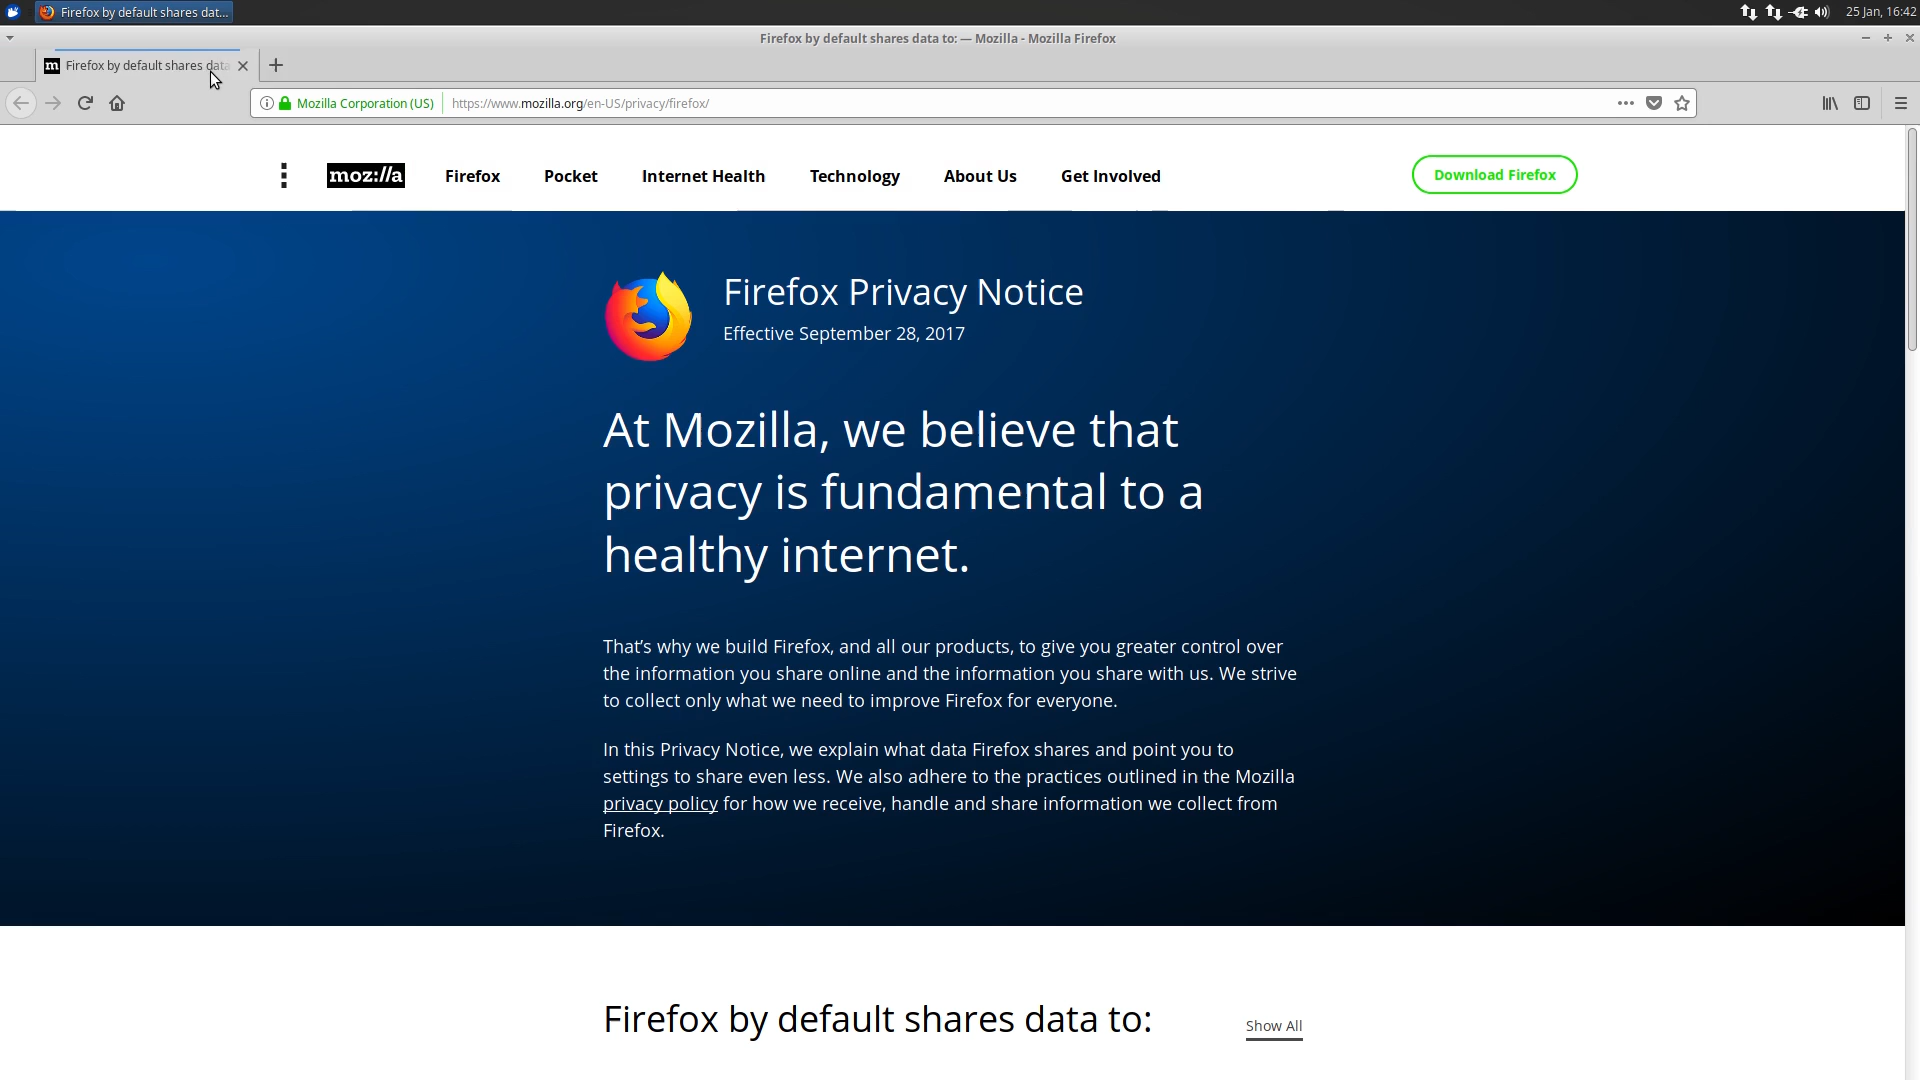 Firefox by default shares dat...
25 Jan, 16:42
Firefox by default shares data to: — Mozilla - Mozilla Firefox
m Firefox by default shares data
Mozilla Corporation (US) https://www.mozilla.org/en-US/privacy/firefox/
moz://a Firefox Pocket Internet Health Technology About Us Get Involved Download Firefox
Firefox Privacy Notice
Effective September 28, 2017
At Mozilla, we believe that
privacy is fundamental to a
healthy internet.
That’s why we build Firefox, and all our products, to give you greater control over
the information you share online and the information you share with us. We strive
to collect only what we need to improve Firefox for everyone.
In this Privacy Notice, we explain what data Firefox shares and point you to
settings to share even less. We also adhere to the practices outlined in the Mozilla
privacy policy for how we receive, handle and share information we collect from
Firefox.
Firefox by default shares data to:
Show All